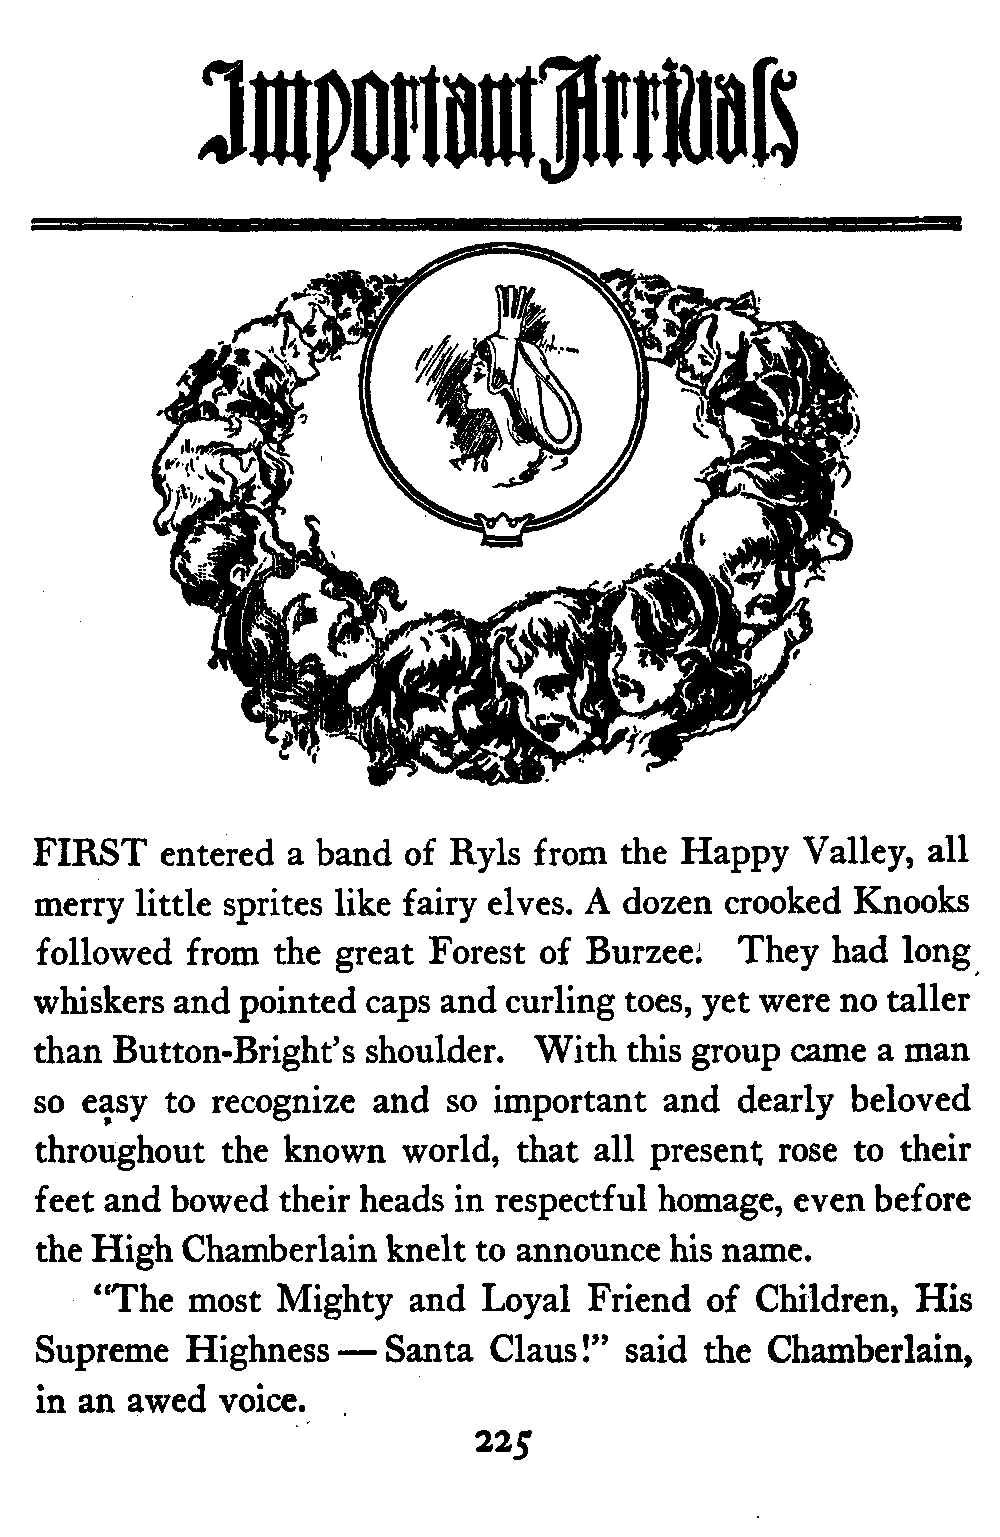 Important Arrivals
FIRST entered a band of Ryls from the Happy Valley, all
merry little sprites like fairy elves. A dozen crooked Knooks
followed from the great Forest of Burzee. They had long
whiskers and pointed caps and curling toes, yet were no taller
than Button-Bright's shoulder. With this group came a man
so easy to recognize and so important and dearly beloved
throughout the known world, that all present rose to their
feet and bowed their heads in respectful homage, even before
the High Chamberlain knelt to announce his name.
“The most Mighty and Loyal Friend of Children, His
Supreme Highness — Santa Claus!” said the Chamberlain,
in an awed voice.
225